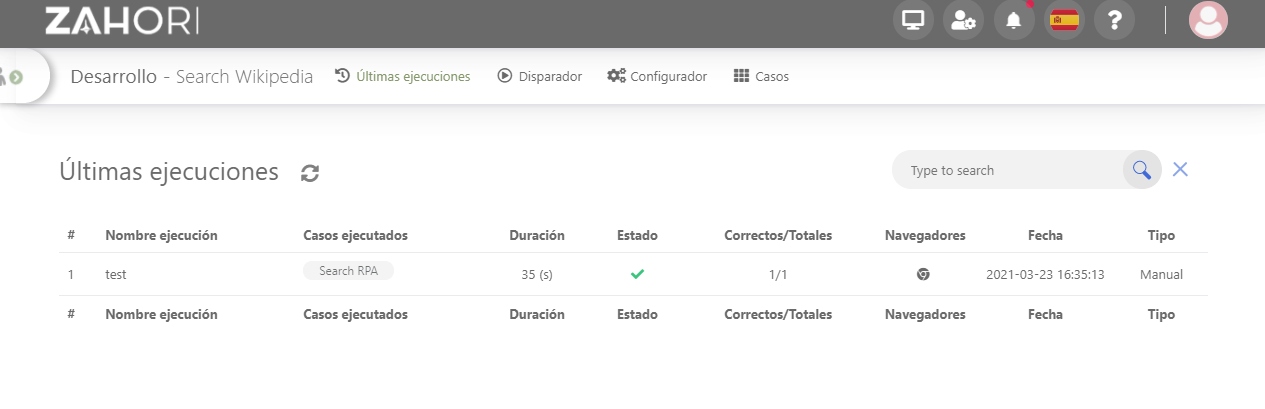 ZAHORI
?
Desarrollo - Search Wikipedia Últimas ejecuciones Disparador Configurador Casos
Últimas ejecuciones Type to search
# Nombre ejecución Casos ejecutados Duración Estado Correctos/Totales Navegadores Fecha Tipo
1 test Search RPA 35 (s) 1/1 2021-03-23 16:35:13 Manual
# Nombre ejecución Casos ejecutados Duración Estado Correctos/Totales Navegadores Fecha Tipo